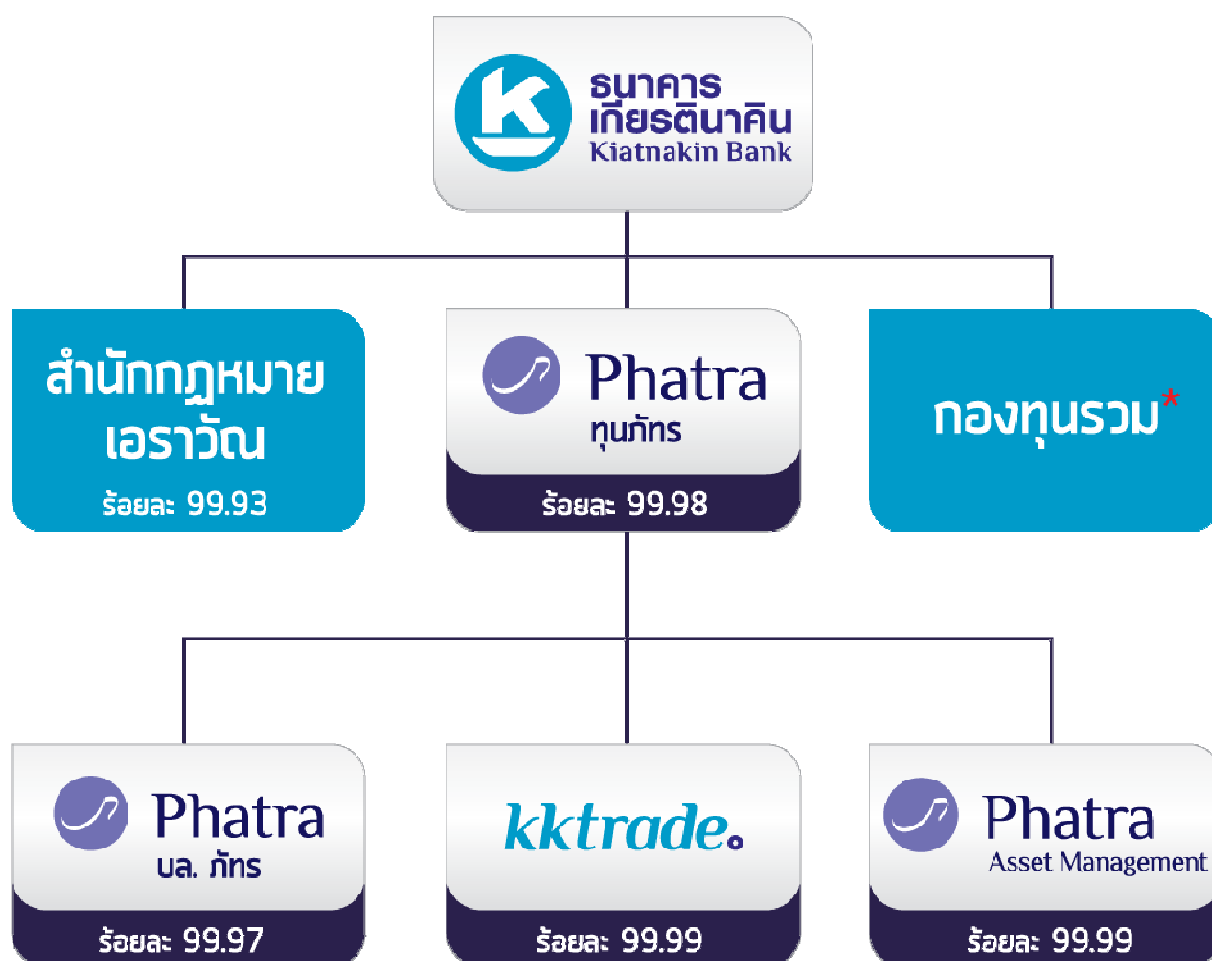 ธนาคาร
เกียรตินาคิน
Kiatnakin Bank
สำนักกฎหมาย
เอราวัณ
ร้อยละ 99.93
Phatra
ทุนภัทร
ร้อยละ 99.98
กองทุนรวม*
Phatra
บล. ภัทร
ร้อยละ 99.97
kktrade.
ร้อยละ 99.99
Phatra
Asset Management
ร้อยละ 99.99